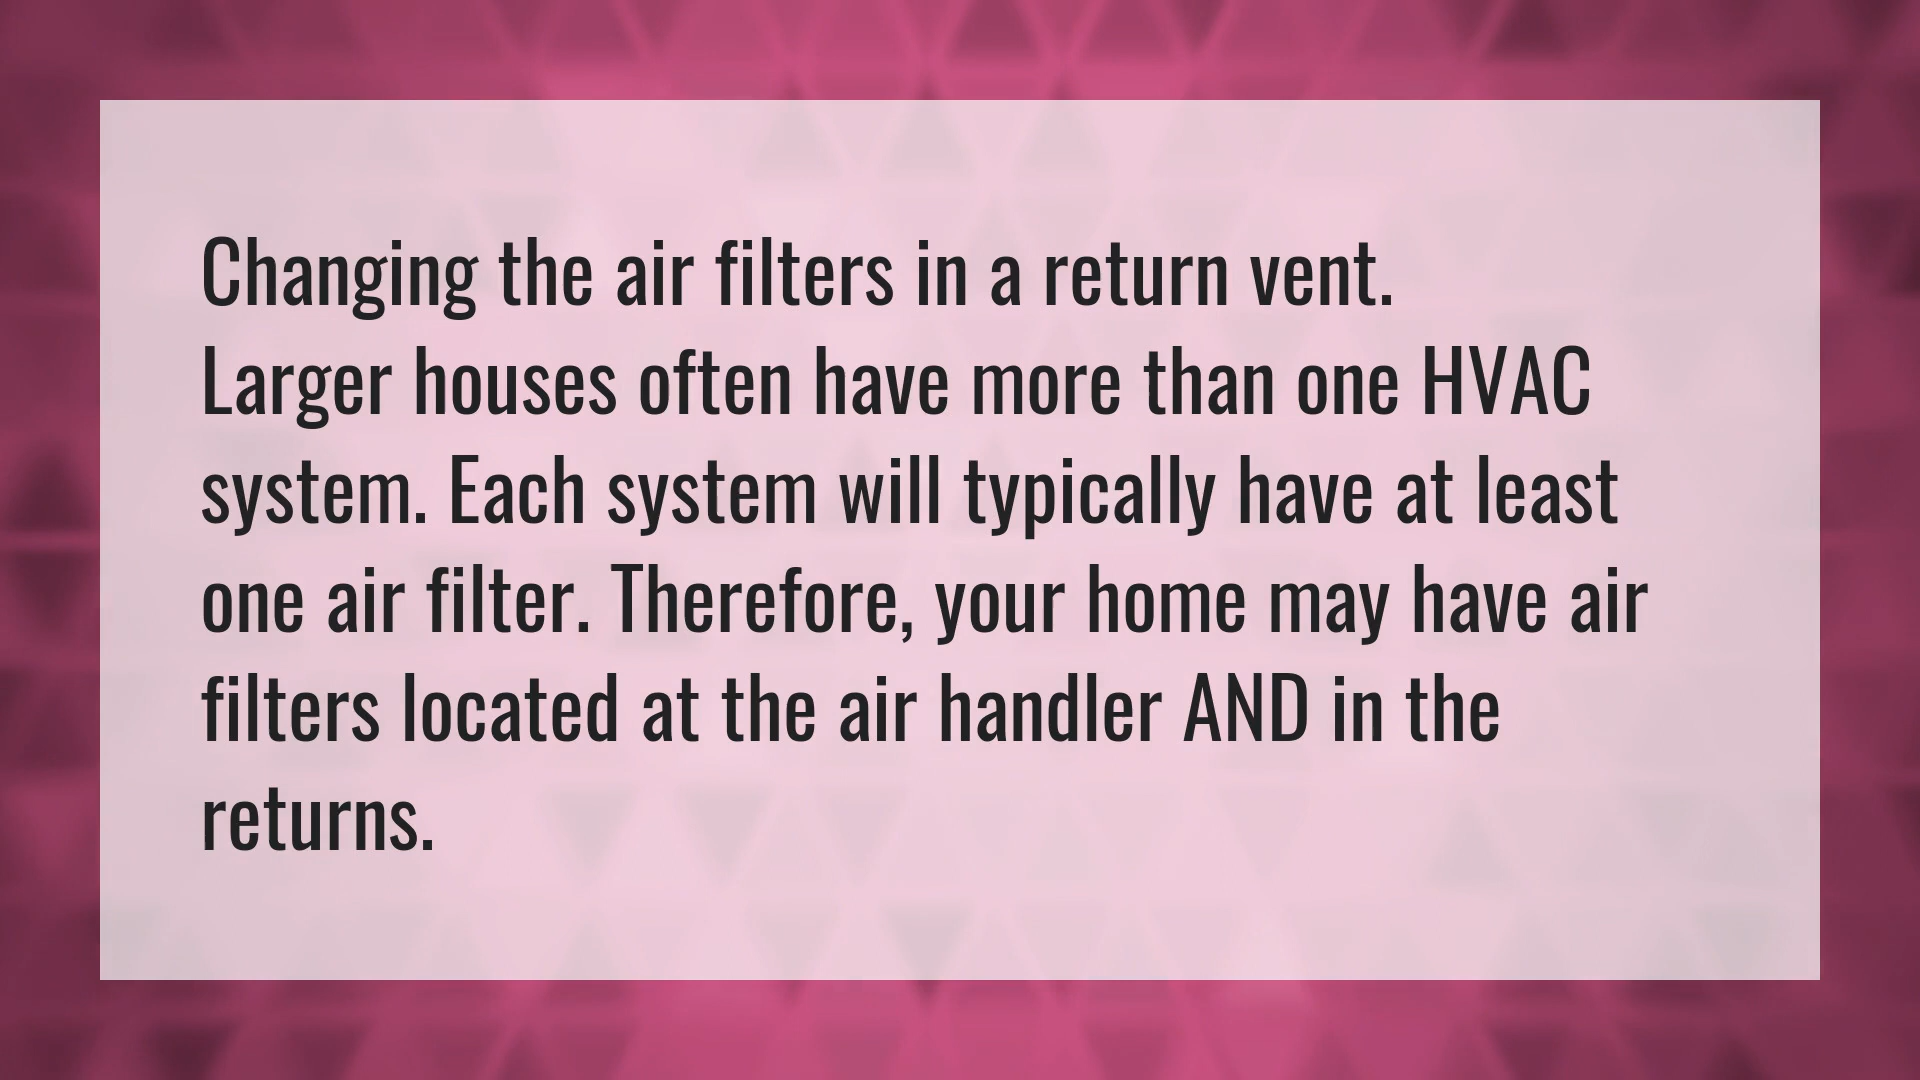 Changing the air filters in a return vent.
Larger houses often have more than one HVAC
system. Each system will typically have at least
one air filter. Therefore, your home may have air
filters located at the air handler AND in the
returns.